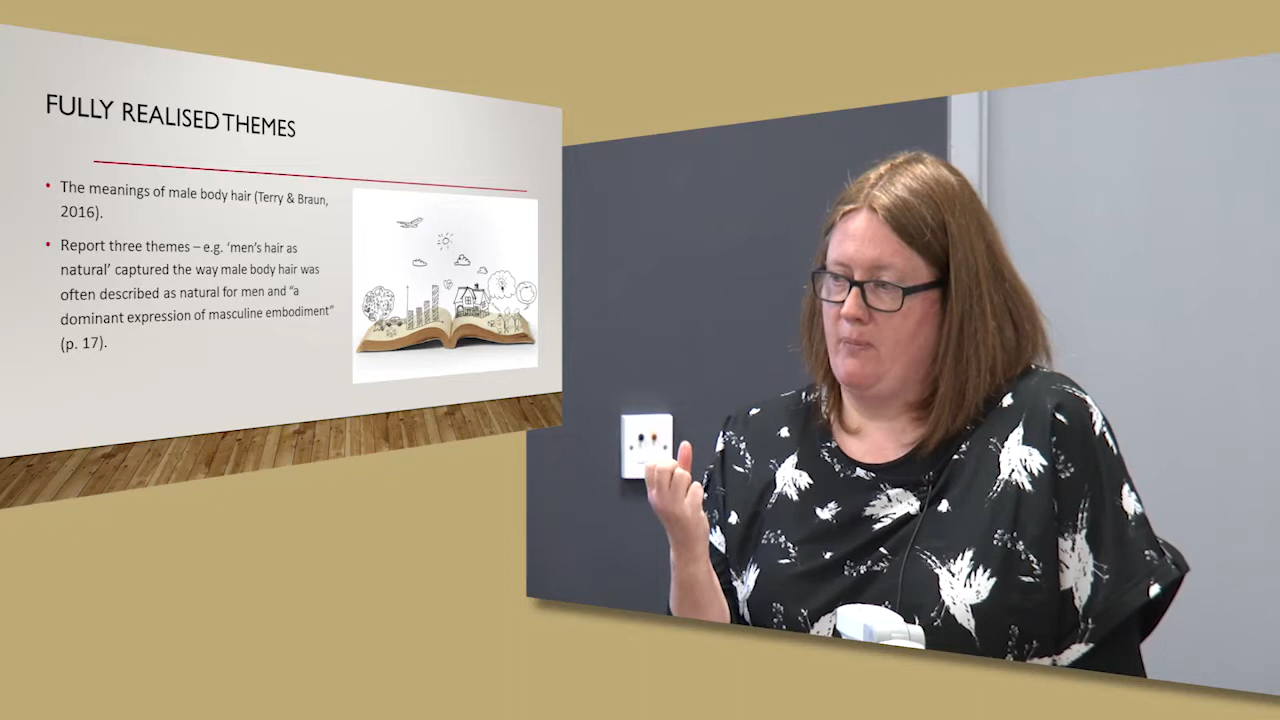 FULLY REALISED THEMES
• The meanings of male body hair (Terry & Braun,
2016).
• Report three themes – e.g. ‘men’s hair as
natural’ captured the way male body hair was
often described as natural for men and “a
dominant expression of masculine embodiment”
(p. 17).